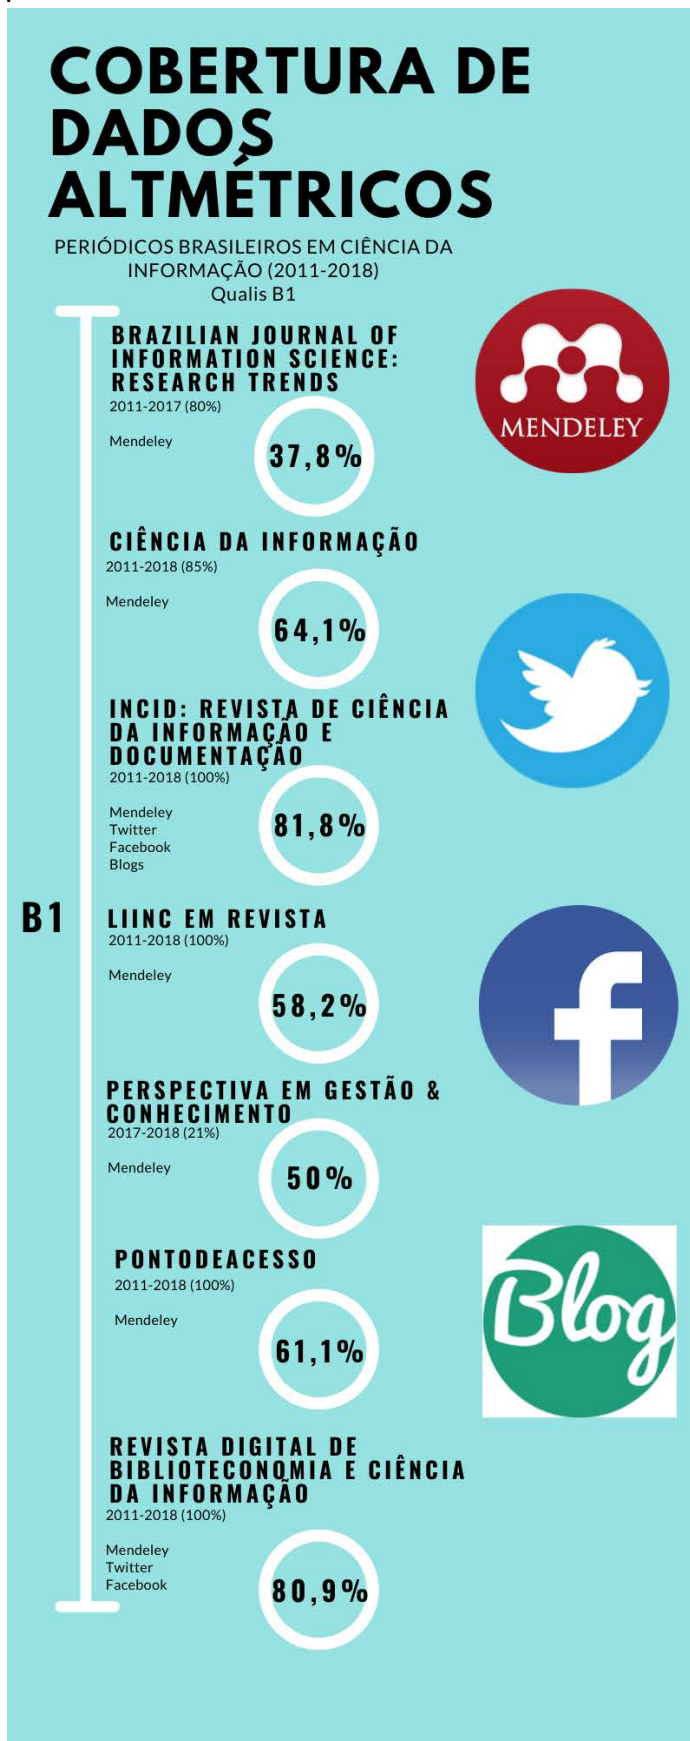 COBERTURA DE
DADOS
ALTMÉTRICOS
PERIÓDICOS BRASILEIROS EM CIÊNCIA DA
INFORMAÇÃO (2011-2018)
Qualis B1
BRAZILIAN JOURNAL OF
INFORMATION SCIENCE:
RESEARCH TRENDS
2011-2017 (80%)
Mendeley
37,8%
MENDELEY
CIÊNCIA DA INFORMAÇÃO
2011-2018 (85%)
Mendeley
64,1%
INCID: REVISTA DE CIÊNCIA
DA INFORMAÇÃO E
DOCUMENTAÇÃO
2011-2018 (100%)
Mendeley
Twitter
Facebook
Blogs
81,8%
B1
LIINC EM REVISTA
2011-2018 (100%)
Mendeley
58,2%
f
PERSPECTIVA EM GESTÃO &
CONHECIMENTO
2017-2018 (21%)
Mendeley
50%
PONTODEACESSO
2011-2018 (100%)
Mendeley
61,1%
Blog
REVISTA DIGITAL DE
BIBLIOTECONOMIA E CIÊNCIA
DA INFORMAÇÃO
2011-2018 (100%)
Mendeley
Twitter
Facebook
80,9%